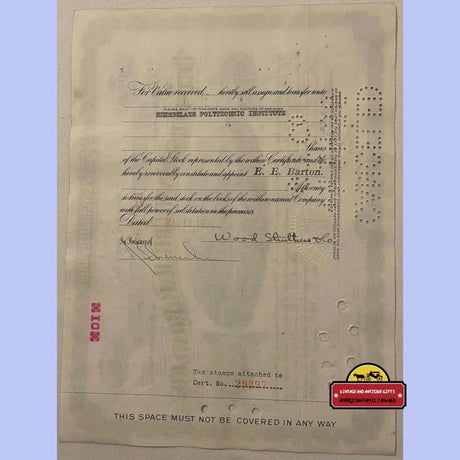 For Value received, hereby sell, assign and transfer unto
PLEASE PRINT OR TYPEWRITE NAME AND ADDRESS OF ASSIGNEE
RENSSELAER POLYTECHNIC INSTITUTE
Shares
of the Capital Stock represented by the within Certificate and do
hereby irrevocably constitute and appoint E. E. Barton
Attorney
to transfer the said stock on the books of the within-named Company
with full power of substitution in the premises.
Dated
In Presence of
Wood Struthers & Co
CANCELLED
Tax stamps attached to
Cert. No. 29297
VINTAGE AND ANTIQUE GIFTS
AMERICAN FAMILY OWNED
THIS SPACE MUST NOT BE COVERED IN ANY WAY